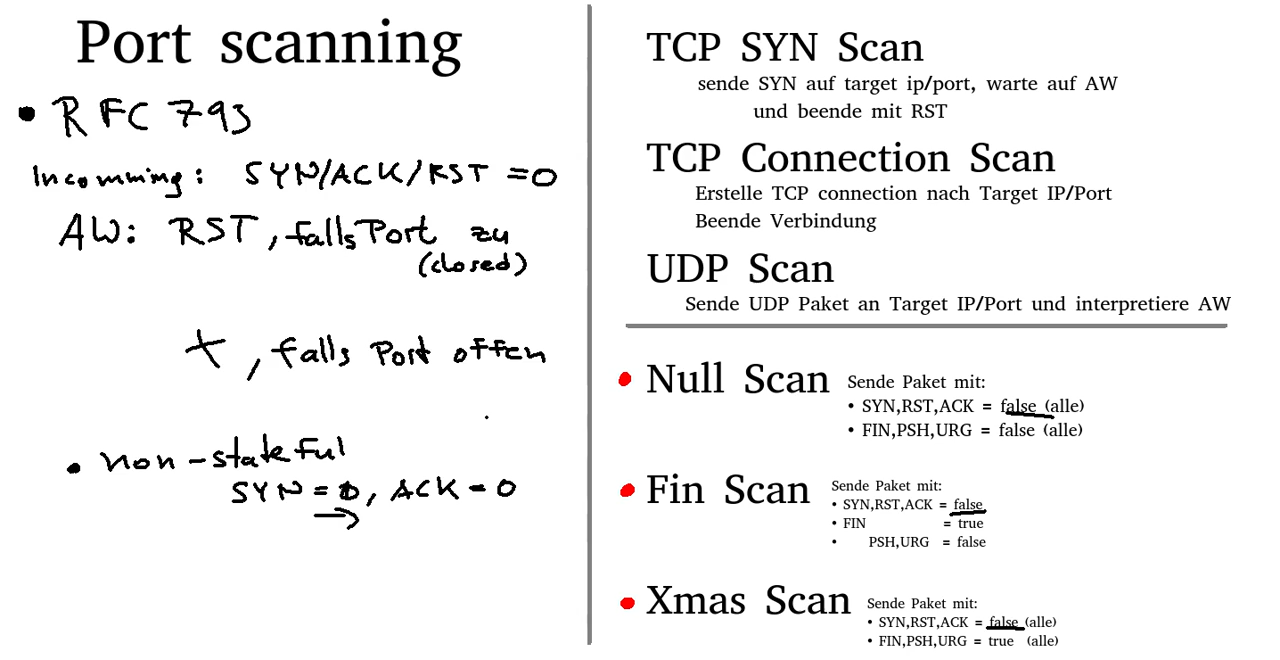 Port scanning
• RFC 793
Incomming: SYN/ACK/RST = 0
AW: RST, falls Port zu
(closed)
+, falls Port offen
• non-stateful
SYN = 0, ACK = 0
TCP SYN Scan
sende SYN auf target ip/port, warte auf AW
und beende mit RST
TCP Connection Scan
Erstelle TCP connection nach Target IP/Port
Beende Verbindung
UDP Scan
Sende UDP Paket an Target IP/Port und interpretiere AW
• Null Scan
Sende Paket mit:
• SYN,RST,ACK = false (alle)
• FIN,PSH,URG = false (alle)
• Fin Scan
Sende Paket mit:
• SYN,RST,ACK = false
• FIN = true
• PSH,URG = false
• Xmas Scan
Sende Paket mit:
• SYN,RST,ACK = false (alle)
• FIN,PSH,URG = true (alle)